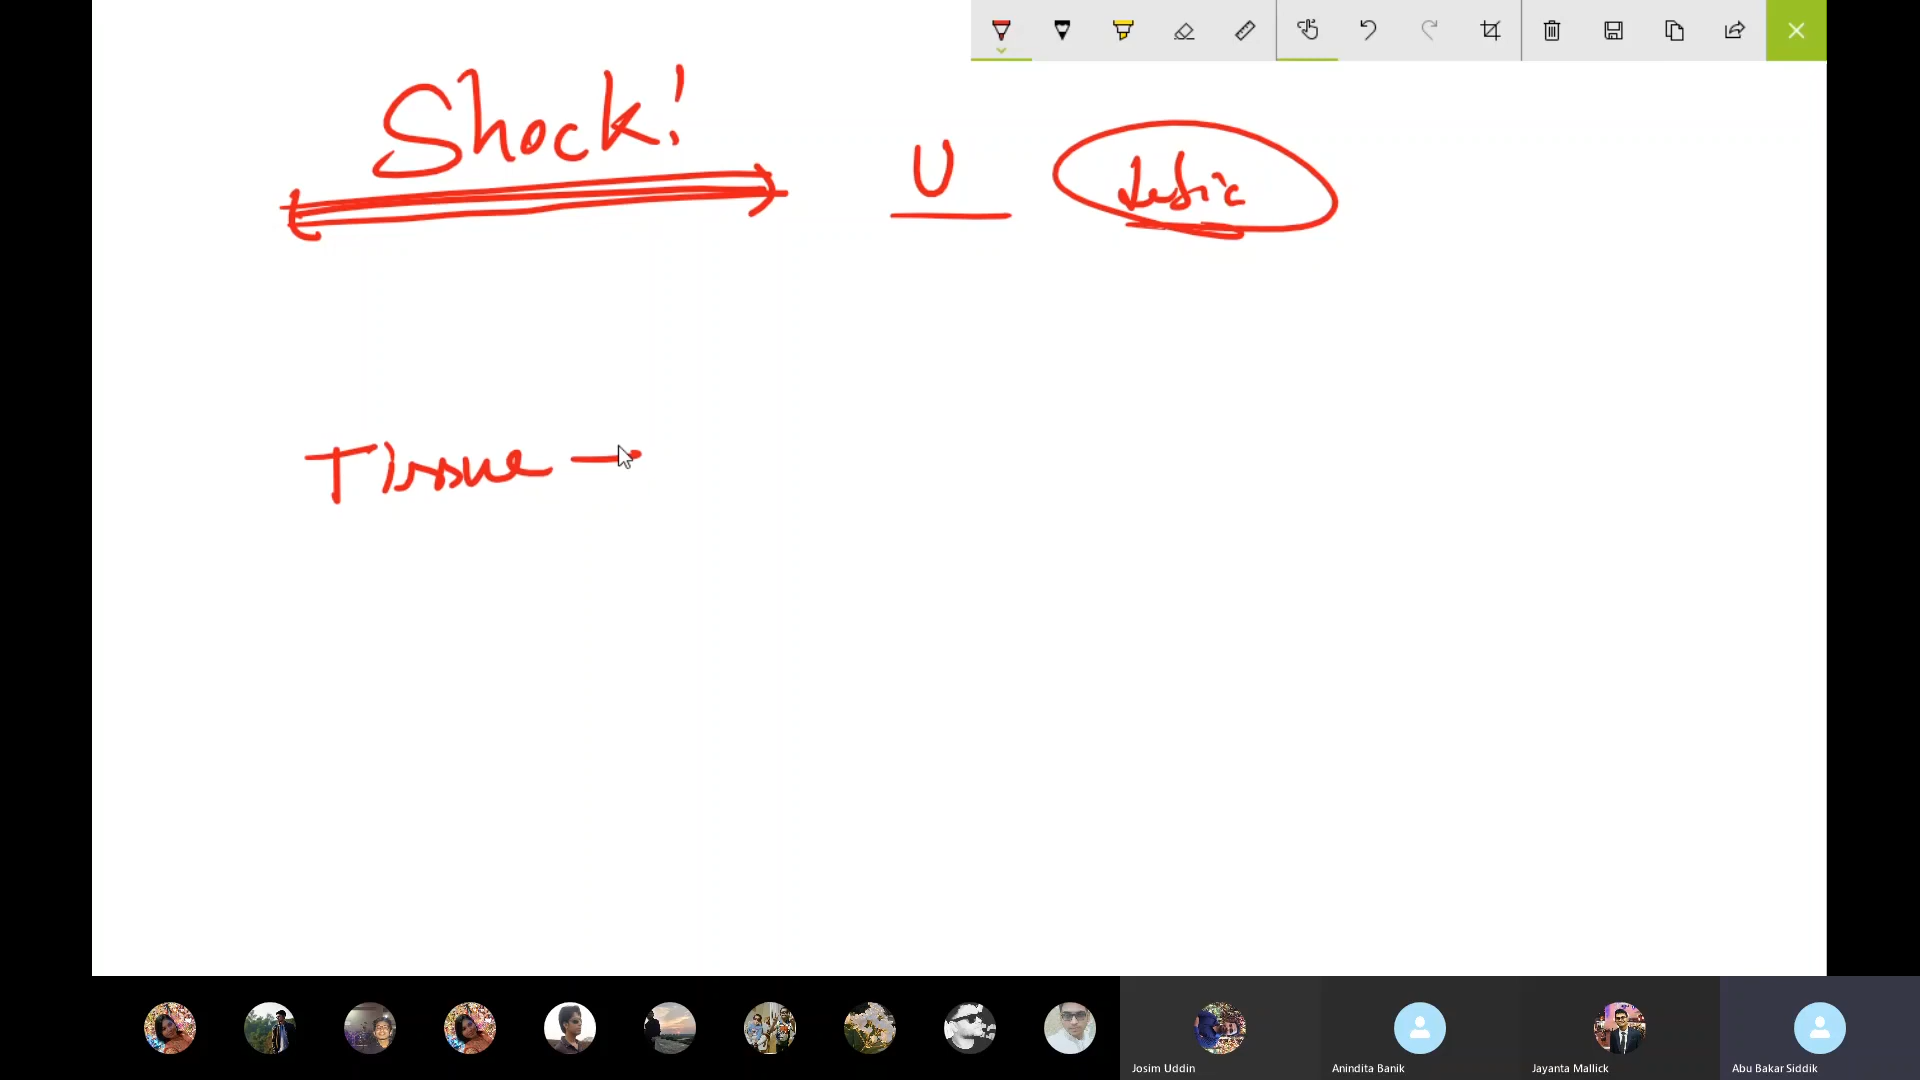 Shock! U
Tissue →
Josim Uddin Anindita Banik Jayanta Mallick Abu Bakar Siddik